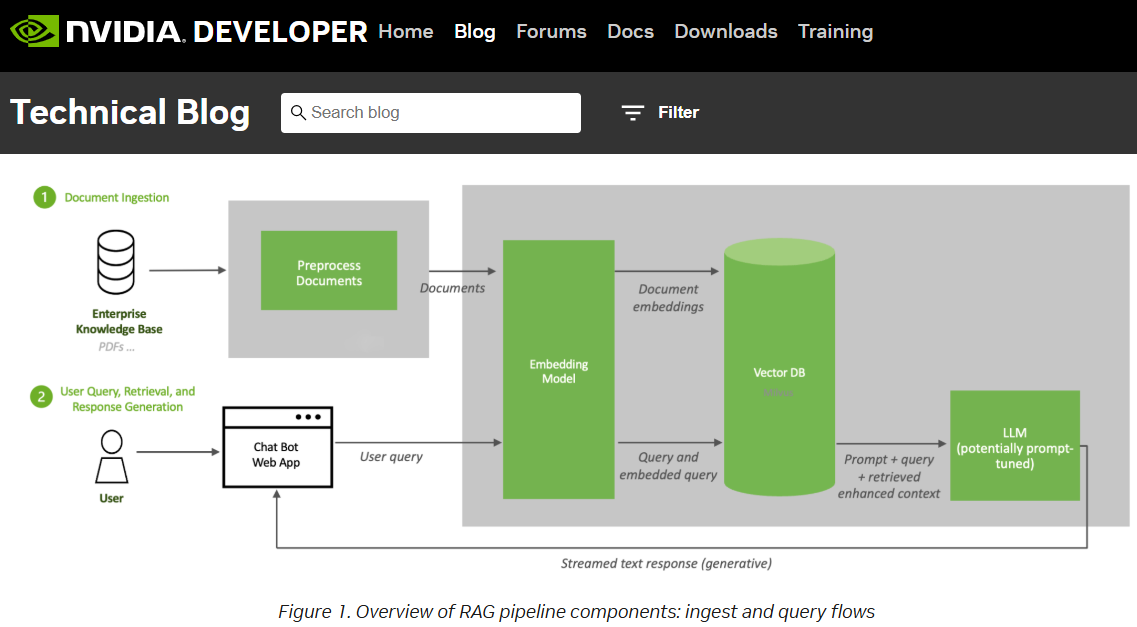 NVIDIA. DEVELOPER Home Blog Forums Docs Downloads Training
Technical Blog Search blog Filter
1 Document Ingestion
Preprocess
Documents
Documents
Document
embeddings
Enterprise
Knowledge Base
PDFs ...
Embedding
Model
Vector DB
2 User Query, Retrieval, and
Response Generation
User
Chat Bot
Web App
User query
Query and
embedded query
Prompt + query
+ retrieved
enhanced context
LLM
(potentially prompt-
tuned)
Streamed text response (generative)
Figure 1. Overview of RAG pipeline components: ingest and query flows